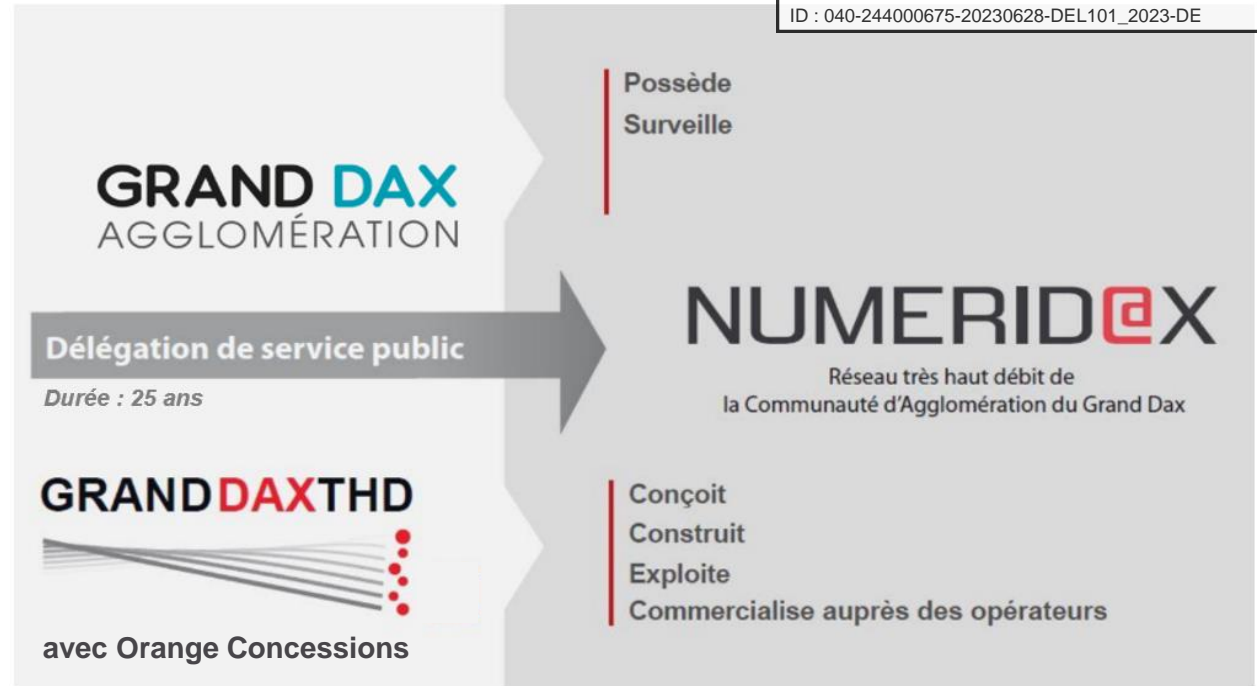 ID : 040-244000675-20230628-DEL101_2023-DE
Possède
Surveille
GRAND DAX
AGGLOMÉRATION
NUMERID@X
Réseau très haut débit de
la Communauté d'Agglomération du Grand Dax
Délégation de service public
Durée : 25 ans
GRANDDAXTHD
avec Orange Concessions
Conçoit
Construit
Exploite
Commercialise auprès des opérateurs